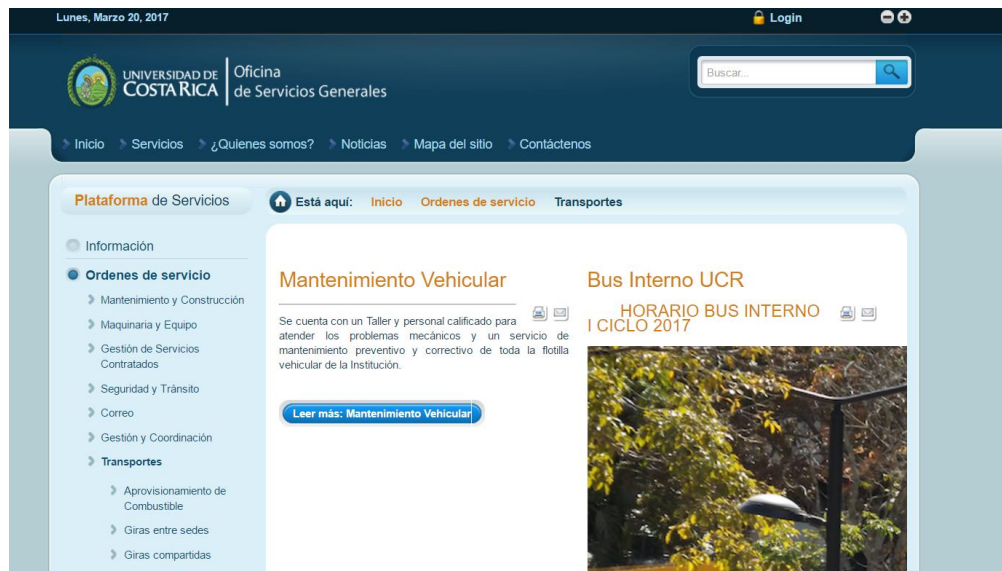 Lunes, Marzo 20, 2017
Login
UNIVERSIDAD DE
COSTA RICA
Oficina
de Servicios Generales
Buscar...
Inicio
Servicios
¿Quienes somos?
Noticias
Mapa del sitio
Contáctenos
Plataforma de Servicios
Está aquí:
Inicio
Ordenes de servicio
Transportes
Información
Ordenes de servicio
Mantenimiento y Construcción
Maquinaria y Equipo
Gestión de Servicios
Contratados
Seguridad y Tránsito
Correo
Gestión y Coordinación
Transportes
Aprovisionamiento de
Combustible
Giras entre sedes
Giras compartidas
Mantenimiento Vehicular
Se cuenta con un Taller y personal calificado para
atender los problemas mecánicos y un servicio de
mantenimiento preventivo y correctivo de toda la flotilla
vehicular de la Institución.
Leer más: Mantenimiento Vehicular
Bus Interno UCR
HORARIO BUS INTERNO
I CICLO 2017